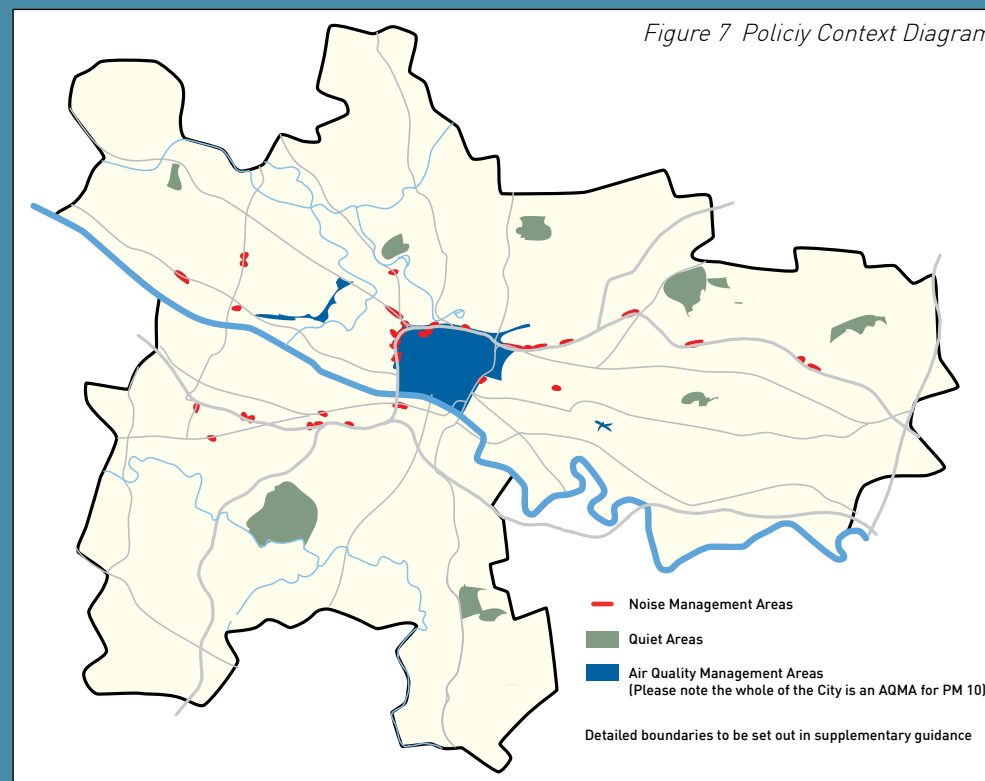 Figure 7 Policiy Context Diagram
Noise Management Areas
Quiet Areas
Air Quality Management Areas
(Please note the whole of the City is an AQMA for PM 10)
Detailed boundaries to be set out in supplementary guidance